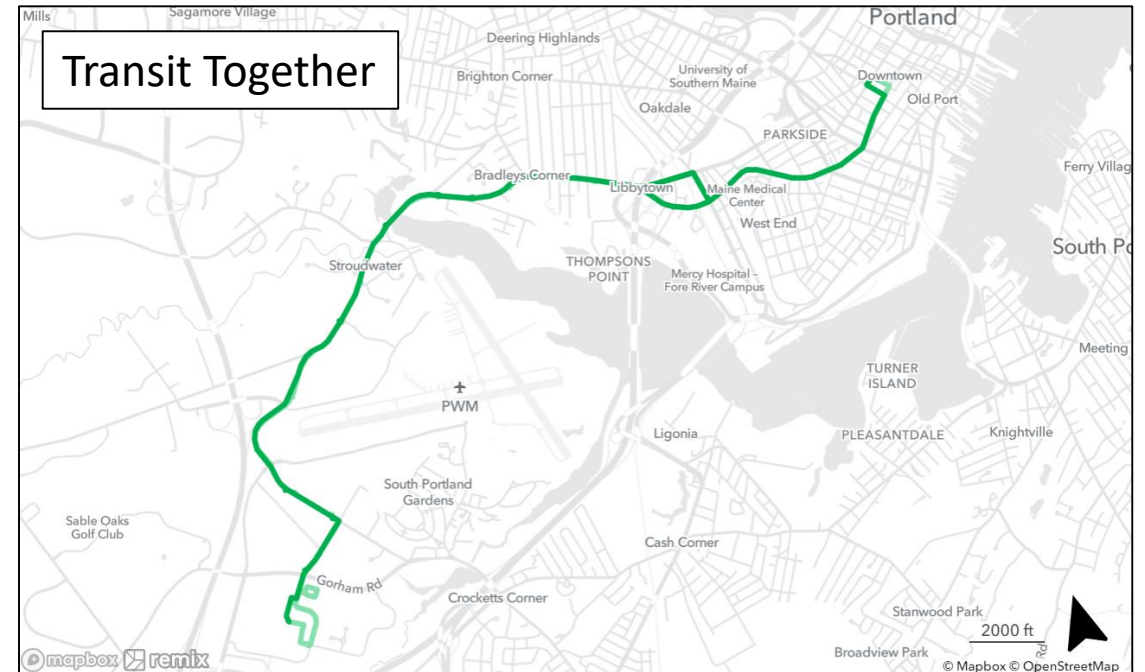 Mills
Sagamore Village
Portland
Transit Together
Deering Highlands
Brighton Corner
University of
Southern Maine
Downtown
Old Port
Oakdale
PARKSIDE
Ferry Villag
Bradleys Corner
Libbytown
Maine Medical
Center
West End
Stroudwater
THOMPSONS
POINT
Mercy Hospital -
Fore River Campus
South Po
Meeting
TURNER
ISLAND
PWM
Ligonia
PLEASANTDALE
Knightville
South Portland
Gardens
Sable Oaks
Golf Club
Cash Corner
Gorham Rd
Crocketts Corner
Stanwood Park
2000 ft
Broadview Park
Rd
mapbox remix
© Mapbox © OpenStreetMap